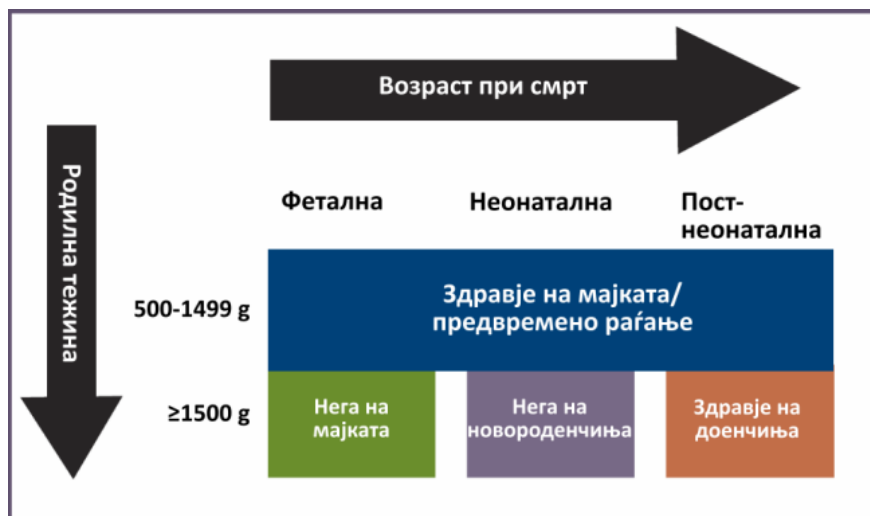 Возраст при смрт
Родилна тежина
Фетална
Неонатална
Пост-
неонатална
500-1499 g
Здравје на мајката/
предвремено раѓање
≥1500 g
Нега на
мајката
Нега на
новороденчиња
Здравје на
доенчиња